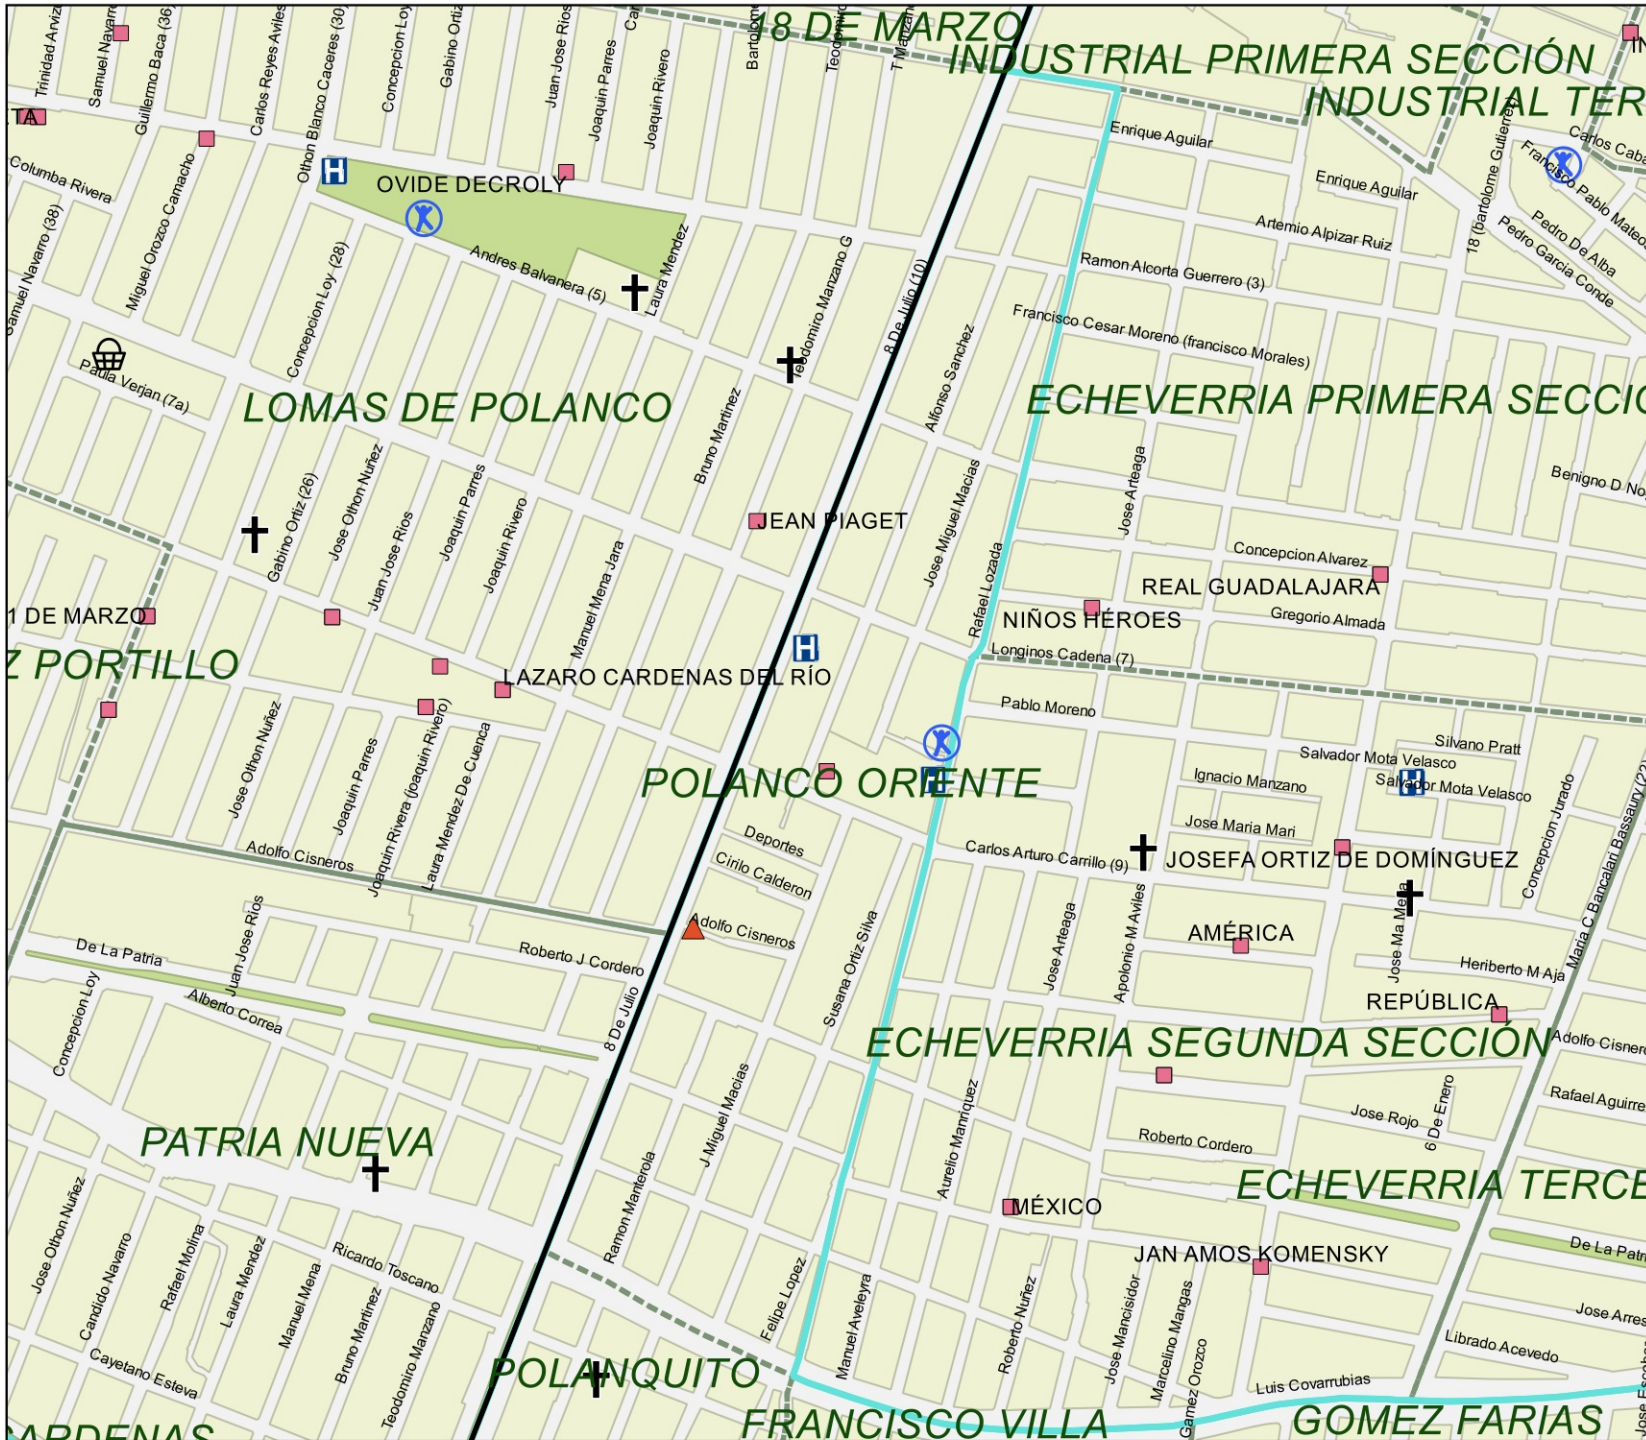 18 DE MARZO
INDUSTRIAL PRIMERA SECCIÓN
INDUSTRIAL TER
Trinidad Arvizu
Samuel Navarro
Guillermo Baca (36)
Carlos Reyes Aviles
Othon Blanco Caceres (30)
Concepcion Loy
Gabino Ortiz
Juan Jose Rios
Joaquin Parres
Joaquin Rivero
Teodomiro
T Manzano
Enrique Aguilar
Enrique Aguilar
18 (bartolome Gutierrez)
Carlos Caba
Francisco Pablo Mateos
Pedro De Alba
Pedro Garcia Conde
Columba Rivera
Miguel Orozco Camacho
OVIDE DECROLY
Andres Balvanera (5)
Laura Mendez
Teodomiro Manzano G
8 De Julio (10)
Artemio Alpizar Ruiz
Ramon Alcorta Guerrero (3)
Francisco Cesar Moreno (francisco Morales)
Samuel Navarro (38)
Concepcion Loy (28)
Paula Verjan (7a)
LOMAS DE POLANCO
Bruno Martinez
Alfonso Sanchez
ECHEVERRIA PRIMERA SECCIO
Gabino Ortiz (26)
Jose Othon Nuñez
Juan Jose Rios
Joaquin Parres
Joaquin Rivero
Manuel Mena Jara
JEAN PIAGET
Jose Miguel Macias
Rafael Lozada
Jose Arteaga
Benigno D No
Concepcion Alvarez
REAL GUADALAJARA
NIÑOS HÉROES
Gregorio Almada
Longinos Cadena (7)
1 DE MARZO
Z PORTILLO
LAZARO CARDENAS DEL RÍO
Pablo Moreno
Silvano Pratt
Salvador Mota Velasco
Salvador Mota Velasco
Ignacio Manzano
Jose Maria Mari
POLANCO ORIENTE
Jose Othon Nuñez
Joaquin Parres
Joaquin Rivera (joaquin Rivero)
Laura Mendez De Cuenca
Deportes
Cirilo Calderon
Adolfo Cisneros
Adolfo Cisneros
Carlos Arturo Carrillo (9)
JOSEFA ORTIZ DE DOMÍNGUEZ
Concepcion Jurado
Maria C Bancalari Bassaury (22)
Juan Jose Rios
Roberto J Cordero
De La Patria
Alberto Correa
Concepcion Loy
8 De Julio
Susana Ortiz Silva
Jose Arteaga
Apolonio M Aviles
AMÉRICA
Jose Ma Mena
Heriberto M Aja
REPÚBLICA
ECHEVERRIA SEGUNDA SECCIÓN
Adolfo Cisnero
Rafael Aguirre
6 De Enero
Jose Rojo
Roberto Cordero
J Miguel Macias
Ramon Manterola
Aurelio Manriquez
PATRIA NUEVA
ECHEVERRIA TERCE
MÉXICO
JAN AMOS KOMENSKY
De La Patri
Jose Othon Nuñez
Candido Navarro
Rafael Molina
Laura Mendez
Manuel Mena
Ricardo Toscano
Bruno Martinez
Teodomiro Manzano
Cayetano Esteva
Felipe Lopez
Manuel Aveleyra
Roberto Nuñez
Jose Mancisidor
Marcelino Mangas
Gamez Orozco
Luis Covarrubias
Librado Acevedo
Jose Arres
Jose Escobar
POLANQUITO
FRANCISCO VILLA
GOMEZ FARIAS
CARDENAS